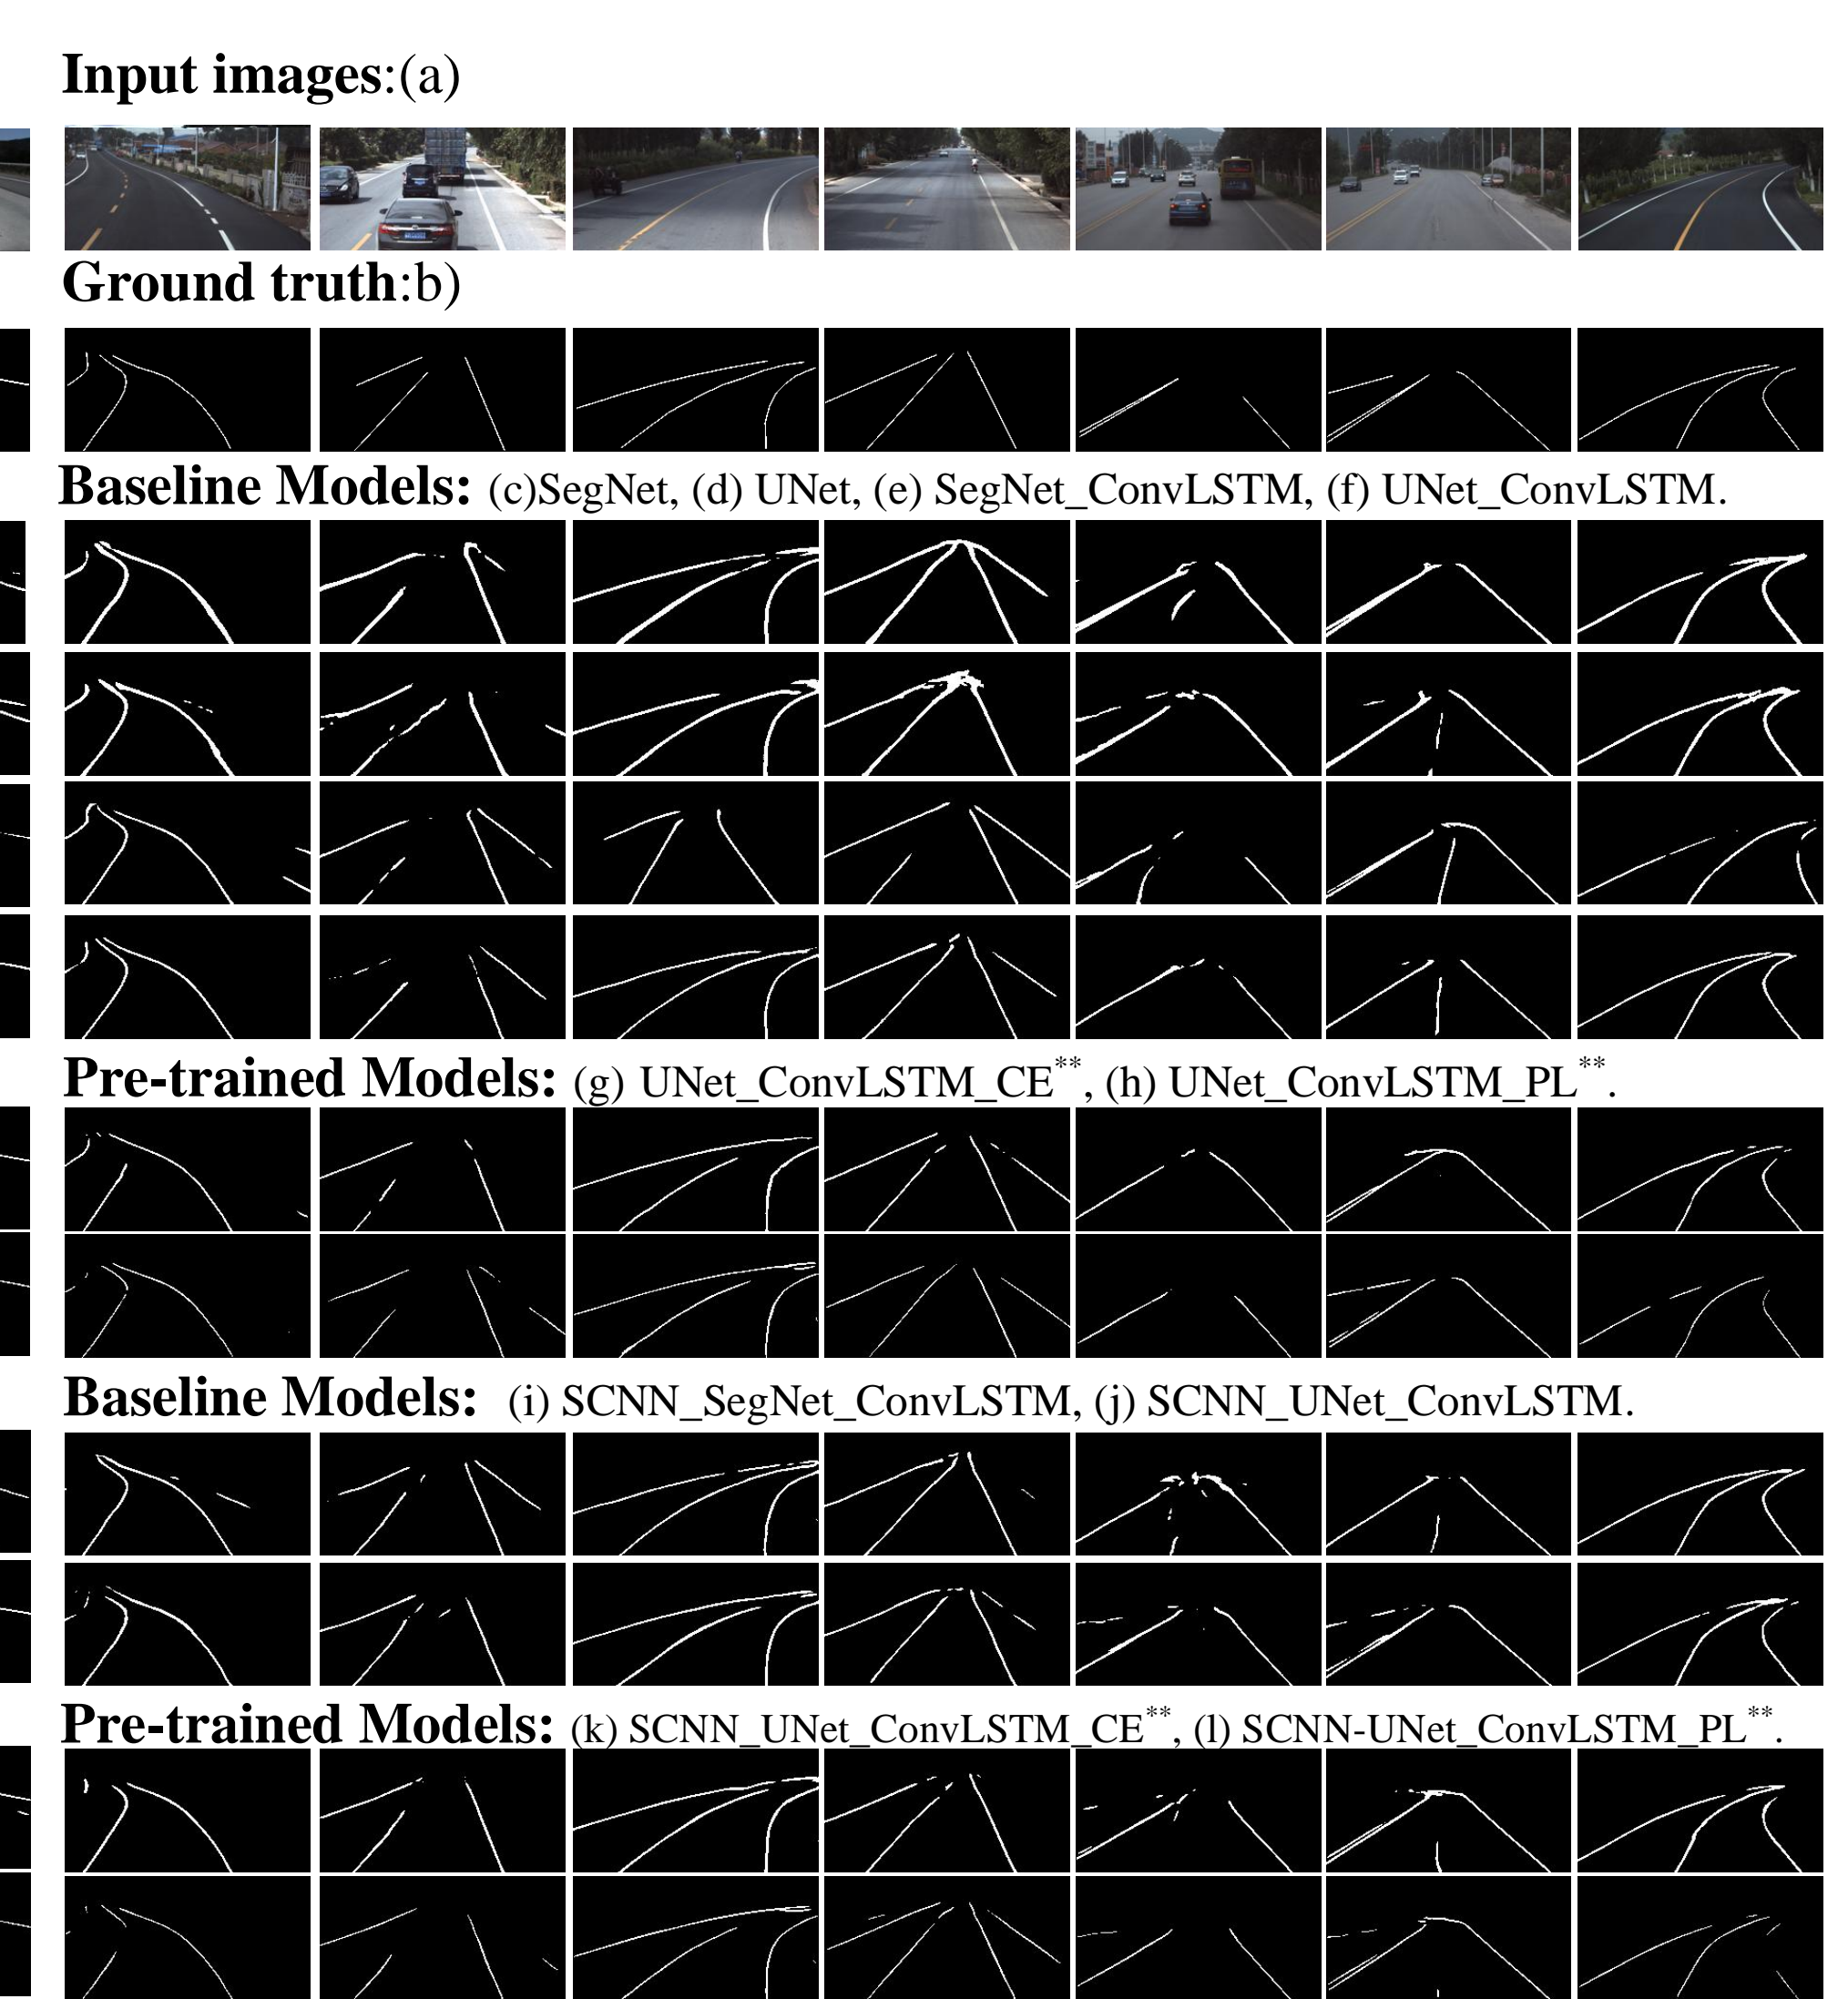 Input images:(a)
Ground truth:b)
Baseline Models: (c)SegNet, (d) UNet, (e) SegNet_ConvLSTM, (f) UNet_ConvLSTM.
Pre-trained Models: (g) UNet_ConvLSTM_CE**, (h) UNet_ConvLSTM_PL**.
Baseline Models: (i) SCNN_SegNet_ConvLSTM, (j) SCNN_UNet_ConvLSTM.
Pre-trained Models: (k) SCNN_UNet_ConvLSTM_CE**, (l) SCNN-UNet_ConvLSTM_PL**.